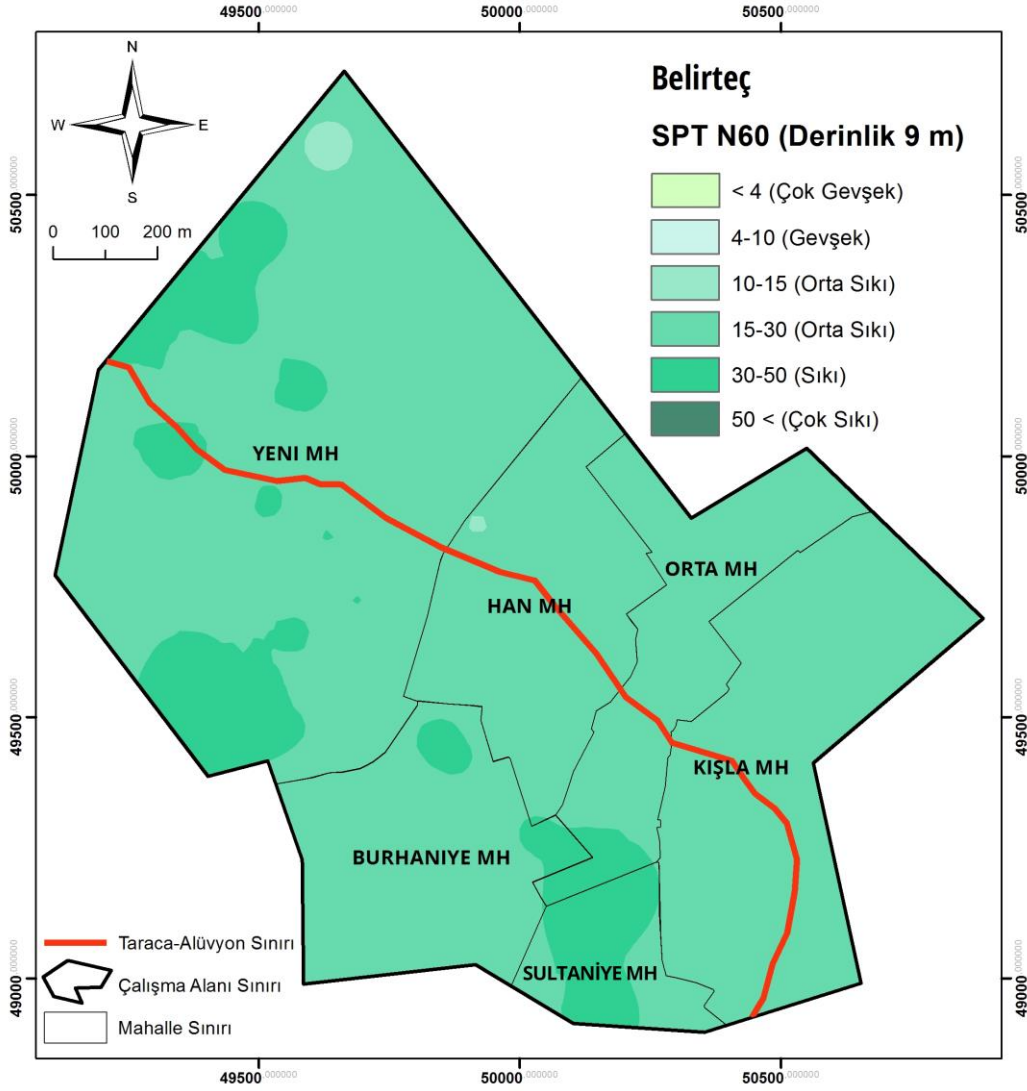 49500.000000 50000.000000 50500.000000
N
W E
S
0 100 200 m
Belirteç
SPT N60 (Derinlik 9 m)
< 4 (Çok Gevşek)
4-10 (Gevşek)
10-15 (Orta Sıkı)
15-30 (Orta Sıkı)
30-50 (Sıkı)
50 < (Çok Sıkı)
50500.000000
50500.000000
50000.000000
50000.000000
49500.000000
49500.000000
49000.000000
49000.000000
YENI MH
ORTA MH
HAN MH
KIŞLA MH
BURHANIYE MH
SULTANİYE MH
Taraca-Alüvyon Sınırı
Çalışma Alanı Sınırı
Mahalle Sınırı
49500.000000 50000.000000 50500.000000